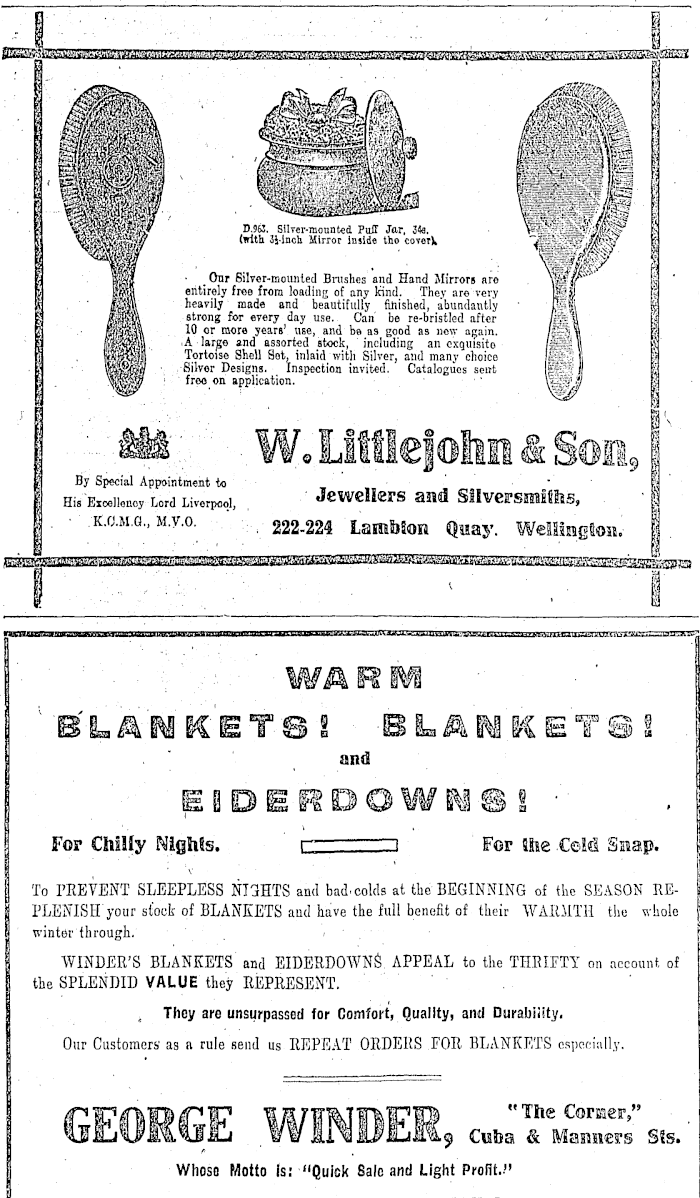 D.963. Silver-mounted Puff Jar, 34s.
(with 3½-inch Mirror inside the cover).
Our Silver-mounted Brushes and Hand Mirrors are
entirely free from loading of any kind. They are very
heavily made and beautifully finished, abundantly
strong for every day use. Can be re-bristled after
10 or more years' use, and be as good as new again.
A large and assorted stock, including an exquisite
Tortoise Shell Set, inlaid with Silver, and many choice
Silver Designs. Inspection invited. Catalogues sent
free on application.
By Special Appointment to
His Excellency Lord Liverpool,
K.C.M.G., M.V.O.
W. Littlejohn & Son,
Jewellers and Silversmiths,
222-224 Lambton Quay. Wellington.
WARM
BLANKETS! BLANKETS!
and
EIDERDOWNS!
For Chilly Nights. For the Cold Snap.
To PREVENT SLEEPLESS NIGHTS and bad colds at the BEGINNING of the SEASON RE-
PLENISH your stock of BLANKETS and have the full benefit of their WARMTH the whole
winter through.
WINDER'S BLANKETS and EIDERDOWNS APPEAL to the THRIFTY on account of
the SPLENDID VALUE they REPRESENT.
They are unsurpassed for Comfort, Quality, and Durability.
Our Customers as a rule send us REPEAT ORDERS FOR BLANKETS especially.
GEORGE WINDER, "The Corner,"
Cuba & Manners Sts.
Whose Motto is: "Quick Sale and Light Profit."